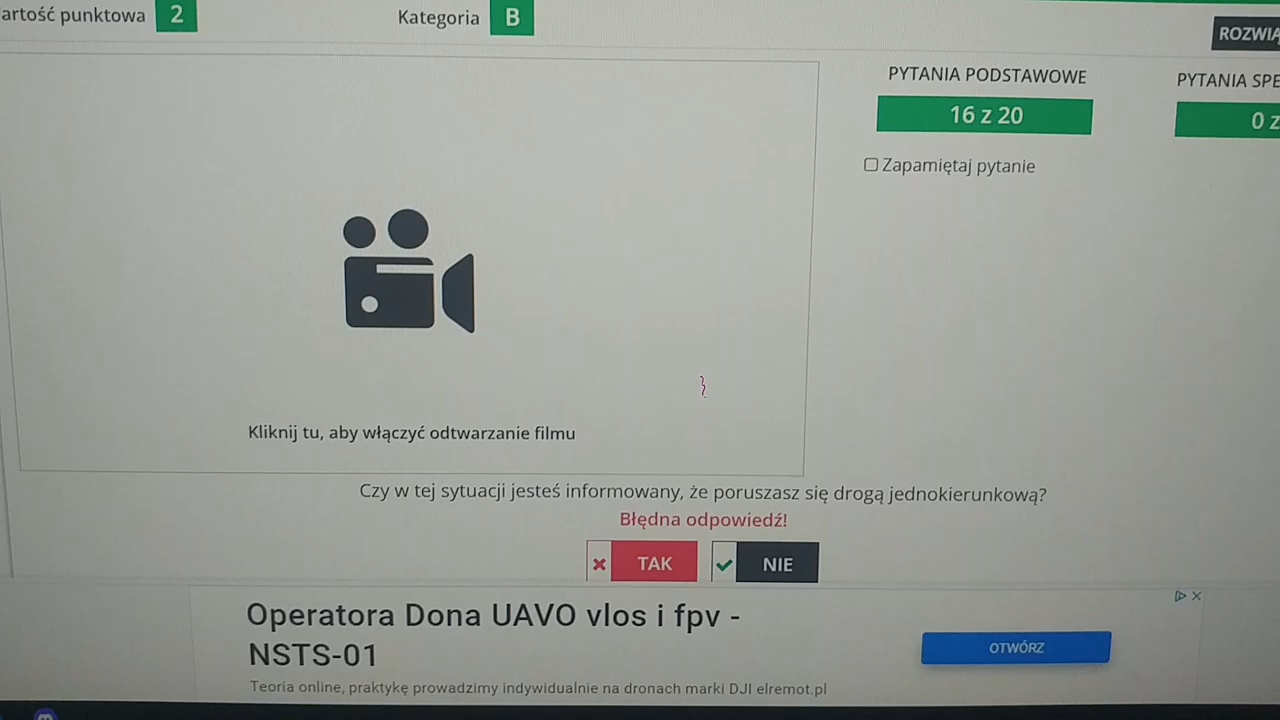 artość punktowa 2 Kategoria B
ROZWIĄ
PYTANIA PODSTAWOWE
16 z 20
PYTANIA SPE
0 z
Zapamiętaj pytanie
Kliknij tu, aby włączyć odtwarzanie filmu
Czy w tej sytuacji jesteś informowany, że poruszasz się drogą jednokierunkową?
Błędna odpowiedź!
TAK NIE
Operatora Dona UAVO vlos i fpv -
NSTS-01
Teoria online, praktykę prowadzimy indywidualnie na dronach marki DJI elremot.pl
OTWÓRZ